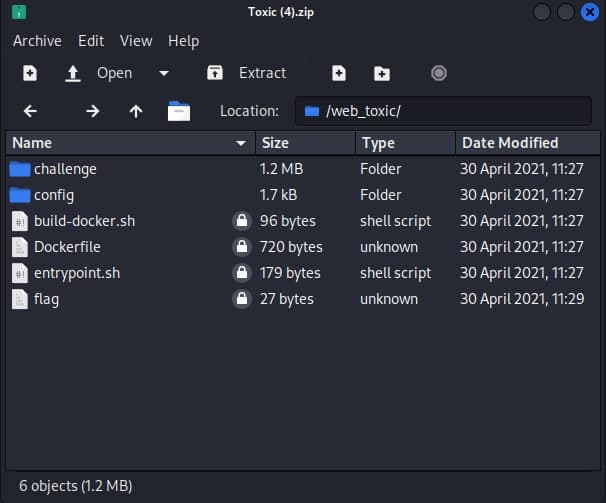 Toxic (4).zip
Archive Edit View Help
Open Extract
Location: /web_toxic/
Name Size Type Date Modified
challenge 1.2 MB Folder 30 April 2021, 11:27
config 1.7 kB Folder 30 April 2021, 11:27
build-docker.sh 96 bytes shell script 30 April 2021, 11:27
Dockerfile 720 bytes unknown 30 April 2021, 11:27
entrypoint.sh 179 bytes shell script 30 April 2021, 11:27
flag 27 bytes unknown 30 April 2021, 11:29
6 objects (1.2 MB)